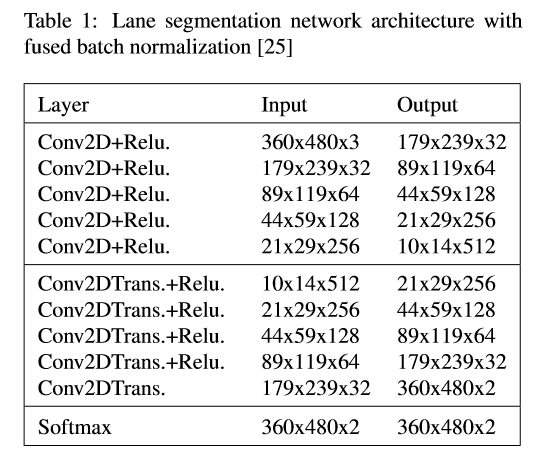 Table 1: Lane segmentation network architecture with
fused batch normalization [25]
Layer Input Output
Conv2D+Relu. 360x480x3 179x239x32
Conv2D+Relu. 179x239x32 89x119x64
Conv2D+Relu. 89x119x64 44x59x128
Conv2D+Relu. 44x59x128 21x29x256
Conv2D+Relu. 21x29x256 10x14x512
Conv2DTrans.+Relu. 10x14x512 21x29x256
Conv2DTrans.+Relu. 21x29x256 44x59x128
Conv2DTrans.+Relu. 44x59x128 89x119x64
Conv2DTrans.+Relu. 89x119x64 179x239x32
Conv2DTrans. 179x239x32 360x480x2
Softmax 360x480x2 360x480x2